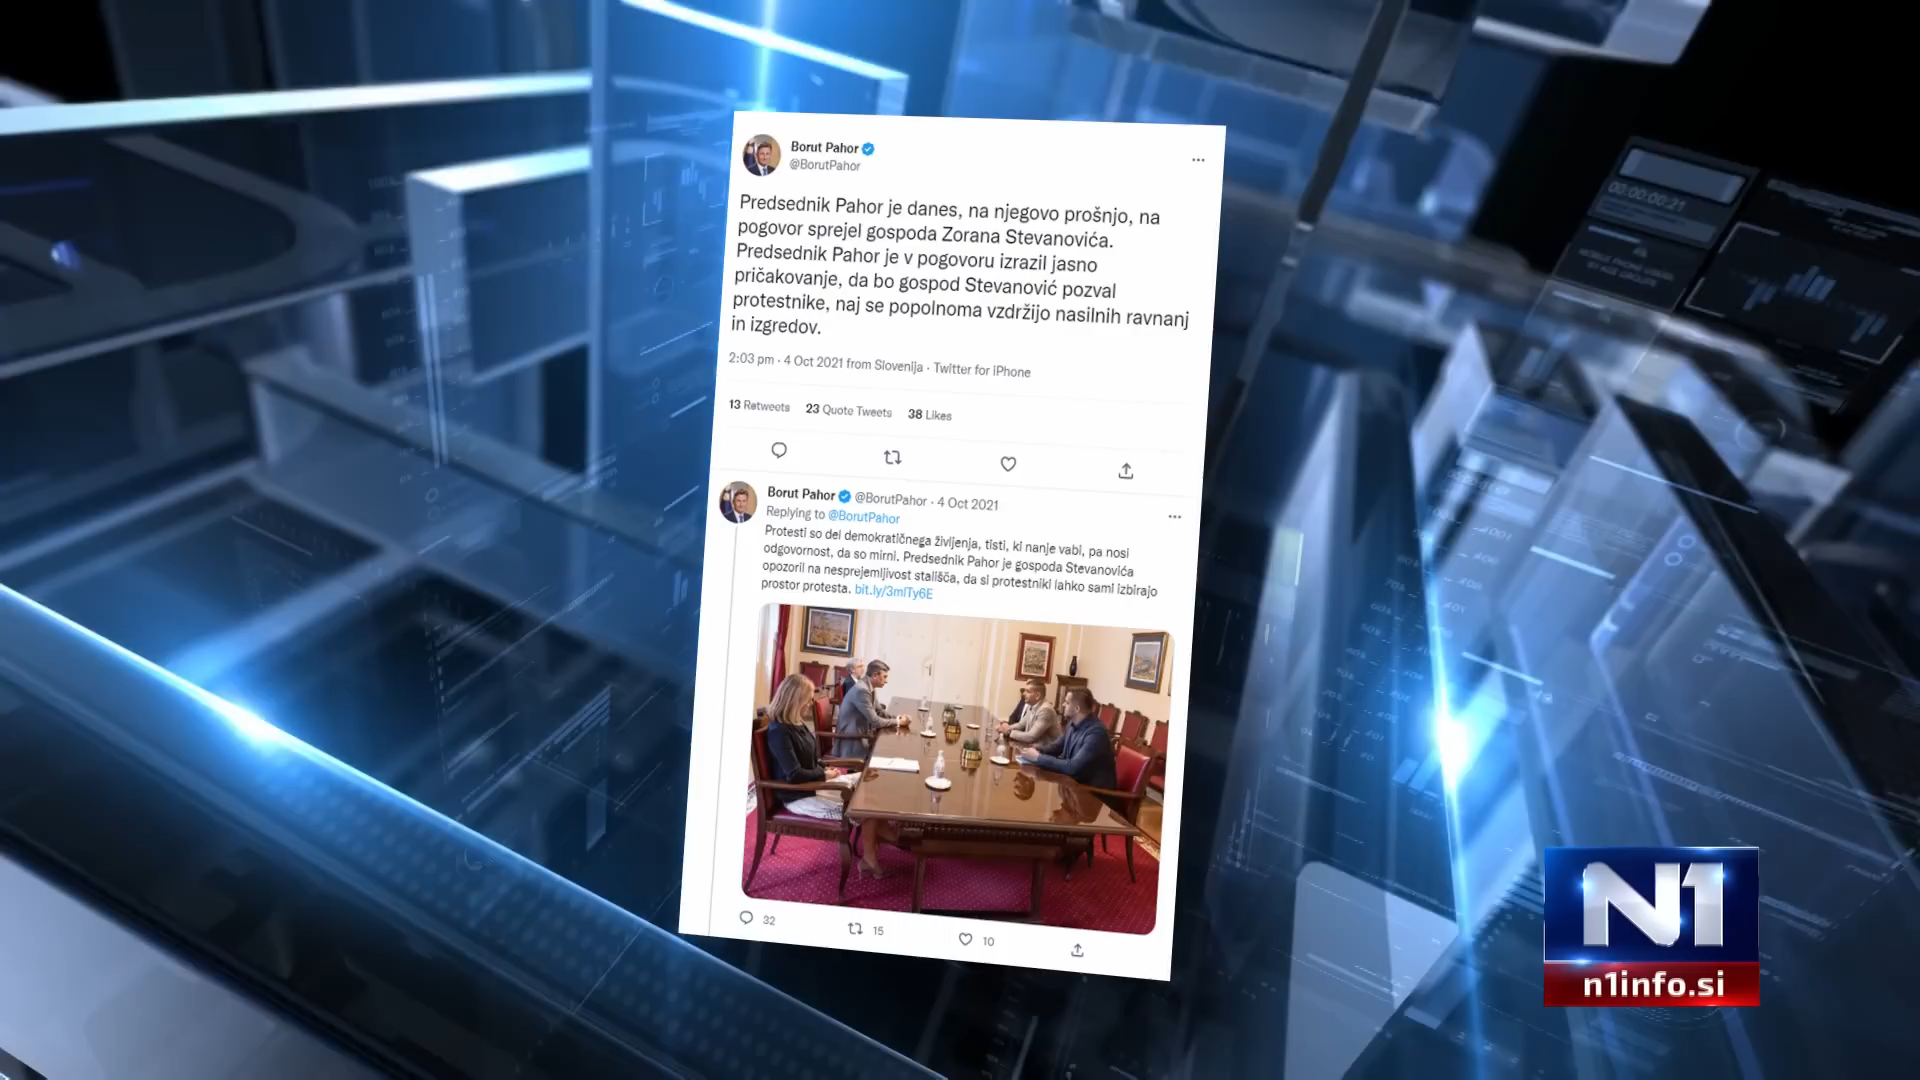 Borut Pahor
@BorutPahor
Predsednik Pahor je danes, na njegovo prošnjo, na
pogovor sprejel gospoda Zorana Stevanovića.
Predsednik Pahor je v pogovoru izrazil jasno
pričakovanje, da bo gospod Stevanović pozval
protestnike, naj se popolnoma vzdržijo nasilnih ravnanj
in izgredov.
2:03 pm · 4 Oct 2021 from Slovenija · Twitter for iPhone
13 Retweets 23 Quote Tweets 38 Likes
Borut Pahor @BorutPahor · 4 Oct 2021
Replying to @BorutPahor
Protesti so del demokratičnega življenja, tisti, ki nanje vabi, pa nosi
odgovornost, da so mirni. Predsednik Pahor je gospoda Stevanovića
opozoril na nesprejemljivost stališča, da si protestniki lahko sami izbirajo
prostor protesta. bit.ly/3mlTy6E
32 15 10
00:00:00:21
N1
n1info.si